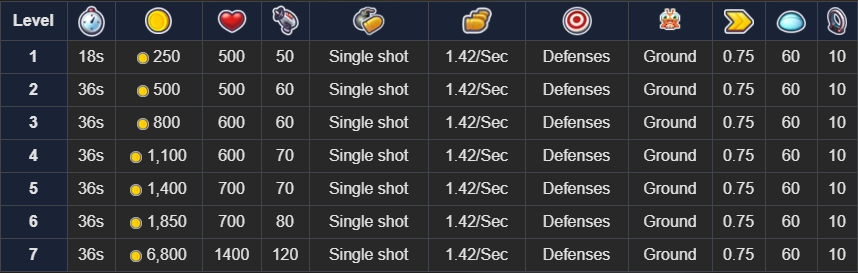 Level
1 18s 250 500 50 Single shot 1.42/Sec Defenses Ground 0.75 60 10
2 36s 500 500 60 Single shot 1.42/Sec Defenses Ground 0.75 60 10
3 36s 800 600 60 Single shot 1.42/Sec Defenses Ground 0.75 60 10
4 36s 1,100 600 70 Single shot 1.42/Sec Defenses Ground 0.75 60 10
5 36s 1,400 700 70 Single shot 1.42/Sec Defenses Ground 0.75 60 10
6 36s 1,850 700 80 Single shot 1.42/Sec Defenses Ground 0.75 60 10
7 36s 6,800 1400 120 Single shot 1.42/Sec Defenses Ground 0.75 60 10